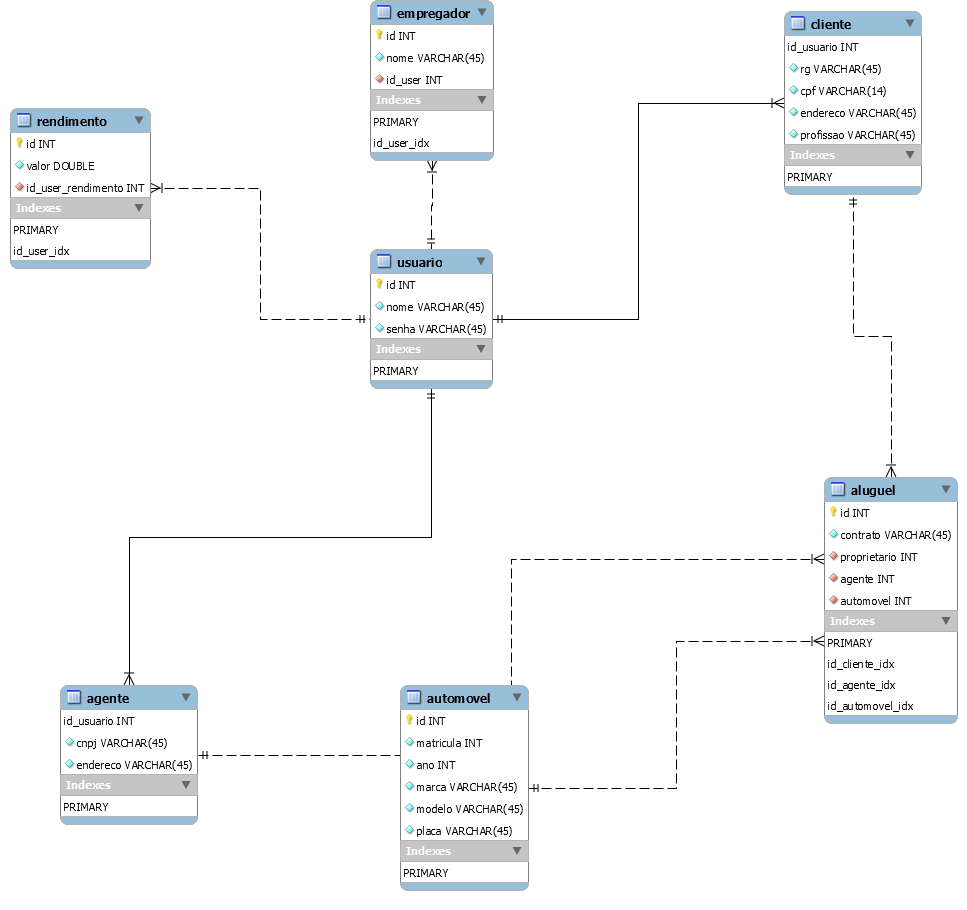 empregador
id INT
nome VARCHAR(45)
id_user INT
Indexes
PRIMARY
id_user_idx
cliente
id_usuario INT
rg VARCHAR(45)
cpf VARCHAR(14)
endereco VARCHAR(45)
profissao VARCHAR(45)
Indexes
PRIMARY
rendimento
id INT
valor DOUBLE
id_user_rendimento INT
Indexes
PRIMARY
id_user_idx
usuario
id INT
nome VARCHAR(45)
senha VARCHAR(45)
Indexes
PRIMARY
aluguel
id INT
contrato VARCHAR(45)
proprietario INT
agente INT
automovel INT
Indexes
PRIMARY
id_cliente_idx
id_agente_idx
id_automovel_idx
agente
id_usuario INT
cnpj VARCHAR(45)
endereco VARCHAR(45)
Indexes
PRIMARY
automovel
id INT
matricula INT
ano INT
marca VARCHAR(45)
modelo VARCHAR(45)
placa VARCHAR(45)
Indexes
PRIMARY